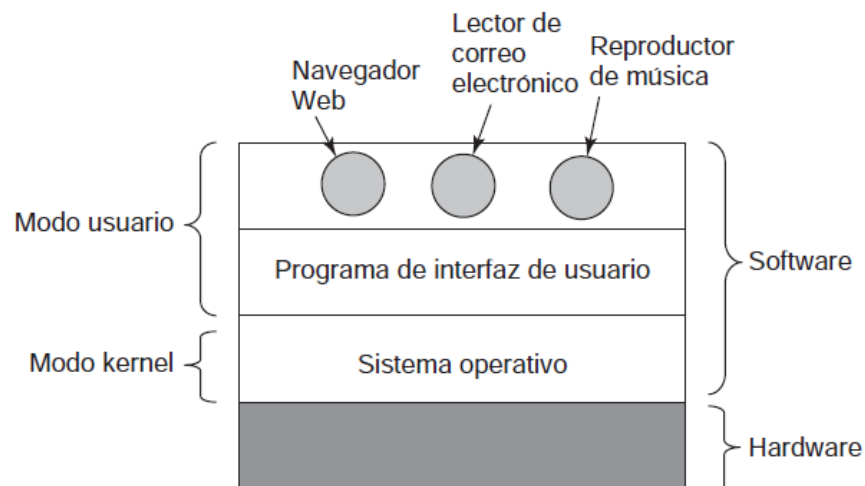 Navegador
Web
Lector de
correo
electrónico
Reproductor
de música
Modo usuario
Programa de interfaz de usuario
Software
Modo kernel
Sistema operativo
Hardware